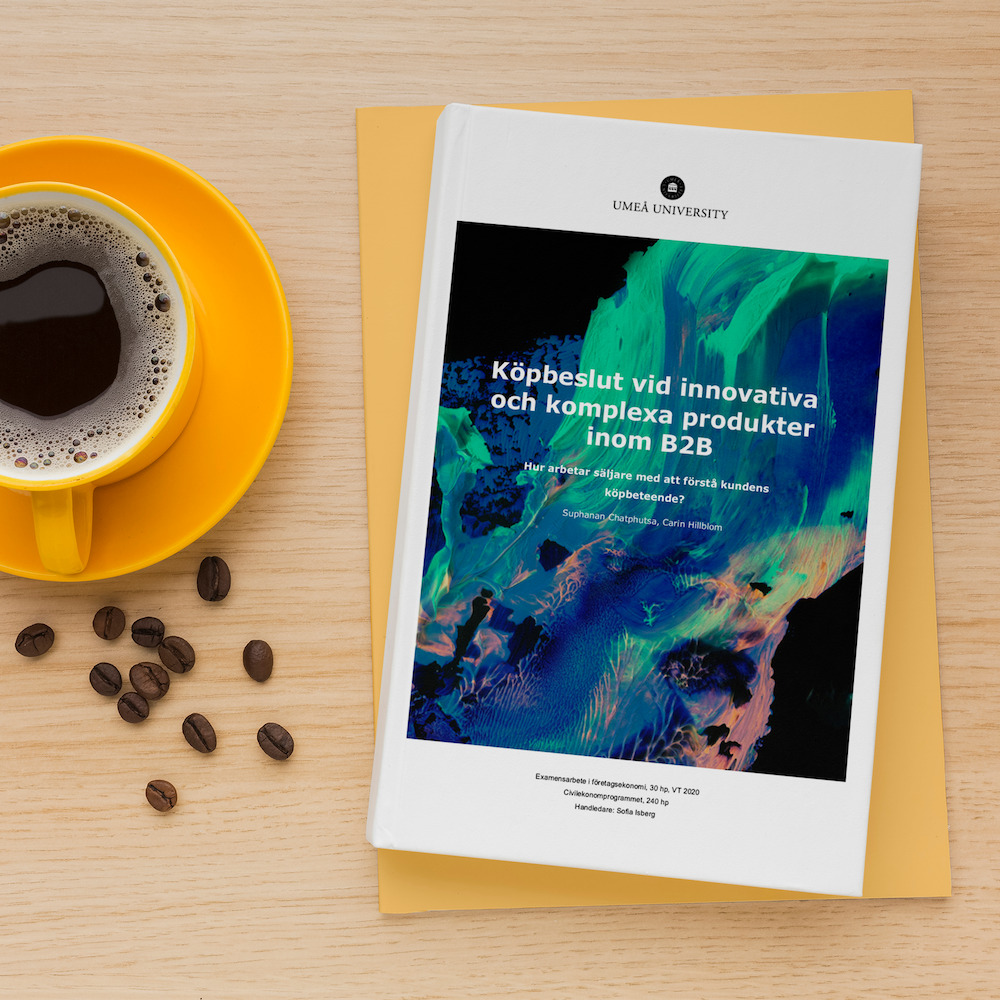 UMEÅ UNIVERSITY
Köpbeslut vid innovativa
och komplexa produkter
inom B2B
Hur arbetar säljare med att förstå kundens
köpbeteende?
Suphanan Chatphutsa, Carin Hillblom
Examensarbete i företagsekonomi, 30 hp, VT 2020
Civilekonomprogrammet, 240 hp
Handledare: Sofia Isberg